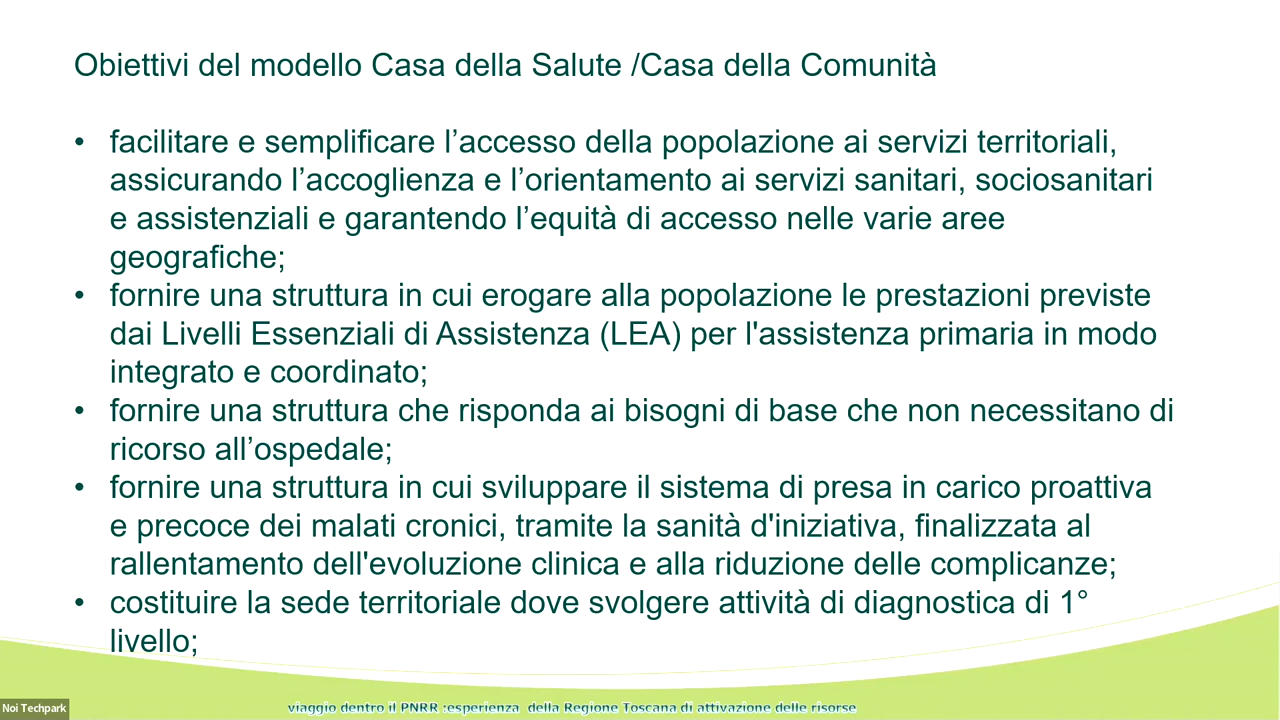 Obiettivi del modello Casa della Salute /Casa della Comunità
• facilitare e semplificare l’accesso della popolazione ai servizi territoriali,
assicurando l’accoglienza e l’orientamento ai servizi sanitari, sociosanitari
e assistenziali e garantendo l’equità di accesso nelle varie aree
geografiche;
• fornire una struttura in cui erogare alla popolazione le prestazioni previste
dai Livelli Essenziali di Assistenza (LEA) per l'assistenza primaria in modo
integrato e coordinato;
• fornire una struttura che risponda ai bisogni di base che non necessitano di
ricorso all’ospedale;
• fornire una struttura in cui sviluppare il sistema di presa in carico proattiva
e precoce dei malati cronici, tramite la sanità d'iniziativa, finalizzata al
rallentamento dell'evoluzione clinica e alla riduzione delle complicanze;
• costituire la sede territoriale dove svolgere attività di diagnostica di 1°
livello;
Noi Techpark
viaggio dentro il PNRR :esperienza della Regione Toscana di attivazione delle risorse